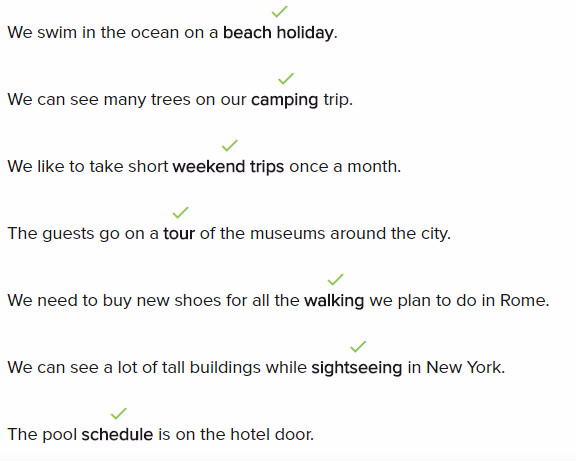 We swim in the ocean on a beach holiday.
We can see many trees on our camping trip.
We like to take short weekend trips once a month.
The guests go on a tour of the museums around the city.
We need to buy new shoes for all the walking we plan to do in Rome.
We can see a lot of tall buildings while sightseeing in New York.
The pool schedule is on the hotel door.